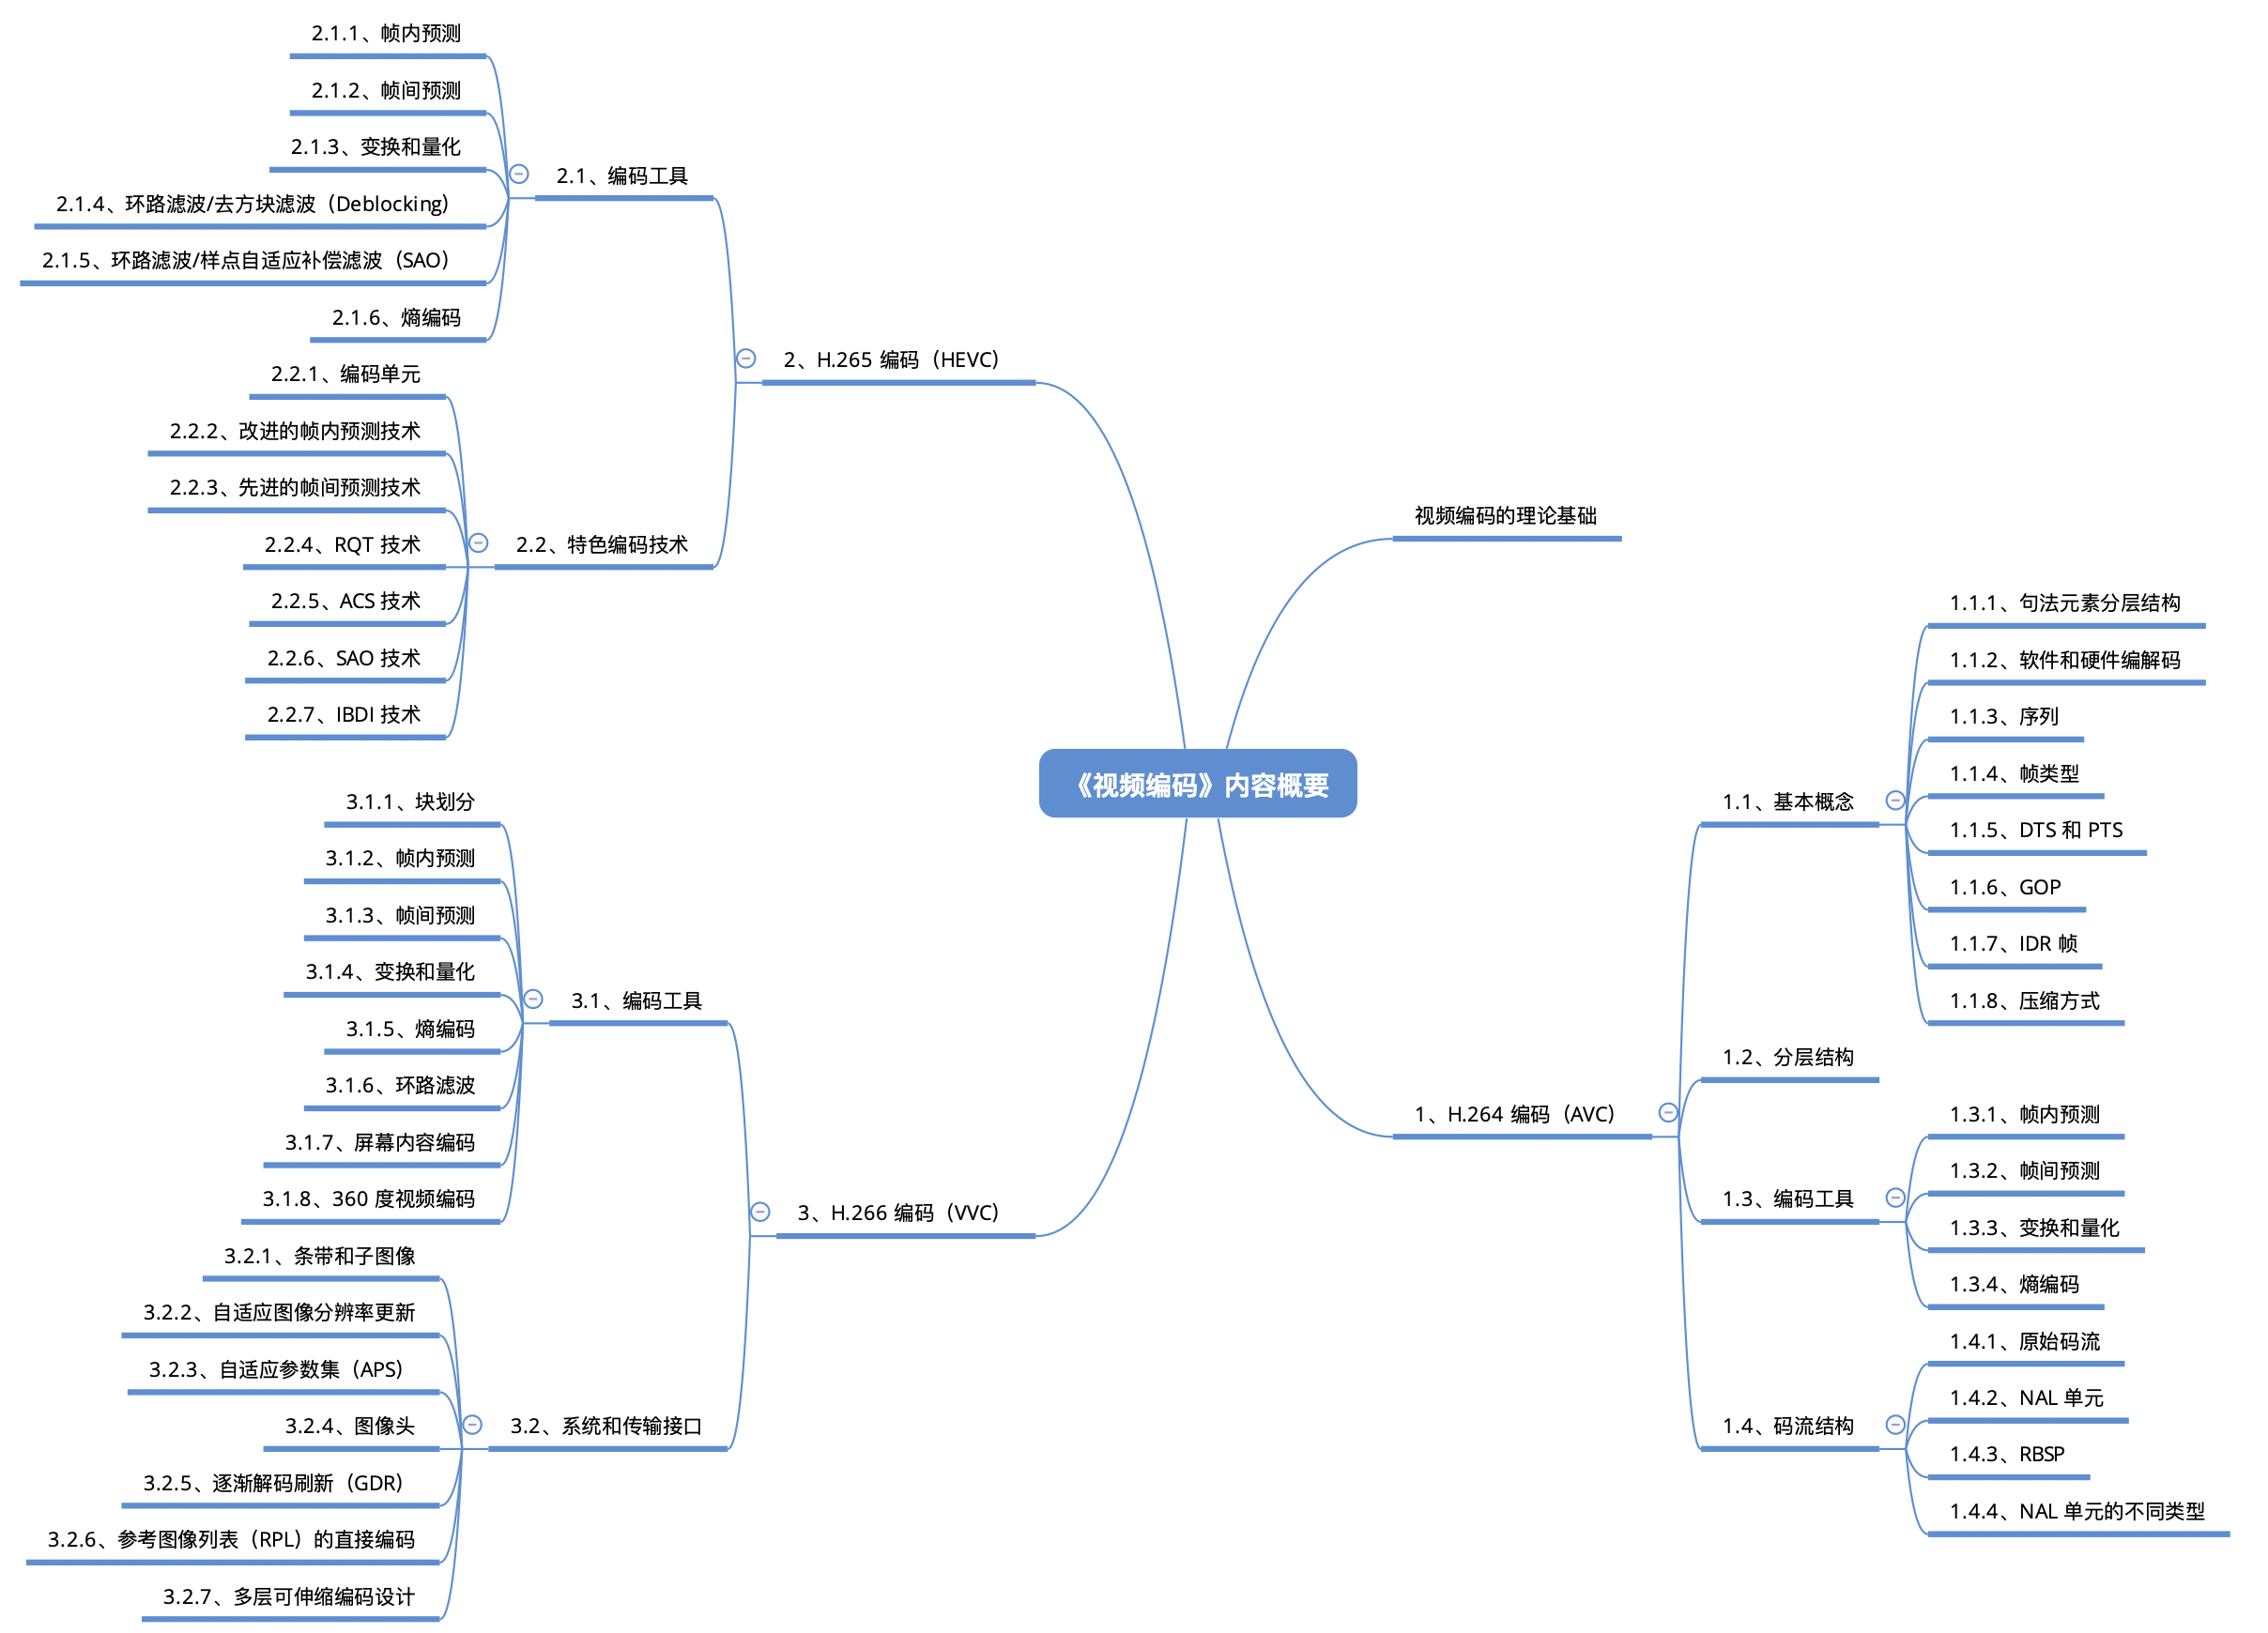 《视频编码》内容概要
视频编码的理论基础
1、H.264 编码（AVC）
1.1、基本概念
1.1.1、句法元素分层结构
1.1.2、软件和硬件编解码
1.1.3、序列
1.1.4、帧类型
1.1.5、DTS 和 PTS
1.1.6、GOP
1.1.7、IDR 帧
1.1.8、压缩方式
1.2、分层结构
1.3、编码工具
1.3.1、帧内预测
1.3.2、帧间预测
1.3.3、变换和量化
1.3.4、熵编码
1.4、码流结构
1.4.1、原始码流
1.4.2、NAL 单元
1.4.3、RBSP
1.4.4、NAL 单元的不同类型
2、H.265 编码（HEVC）
2.1、编码工具
2.1.1、帧内预测
2.1.2、帧间预测
2.1.3、变换和量化
2.1.4、环路滤波/去方块滤波（Deblocking）
2.1.5、环路滤波/样点自适应补偿滤波（SAO）
2.1.6、熵编码
2.2、特色编码技术
2.2.1、编码单元
2.2.2、改进的帧内预测技术
2.2.3、先进的帧间预测技术
2.2.4、RQT 技术
2.2.5、ACS 技术
2.2.6、SAO 技术
2.2.7、IBDI 技术
3、H.266 编码（VVC）
3.1、编码工具
3.1.1、块划分
3.1.2、帧内预测
3.1.3、帧间预测
3.1.4、变换和量化
3.1.5、熵编码
3.1.6、环路滤波
3.1.7、屏幕内容编码
3.1.8、360 度视频编码
3.2、系统和传输接口
3.2.1、条带和子图像
3.2.2、自适应图像分辨率更新
3.2.3、自适应参数集（APS）
3.2.4、图像头
3.2.5、逐渐解码刷新（GDR）
3.2.6、参考图像列表（RPL）的直接编码
3.2.7、多层可伸缩编码设计